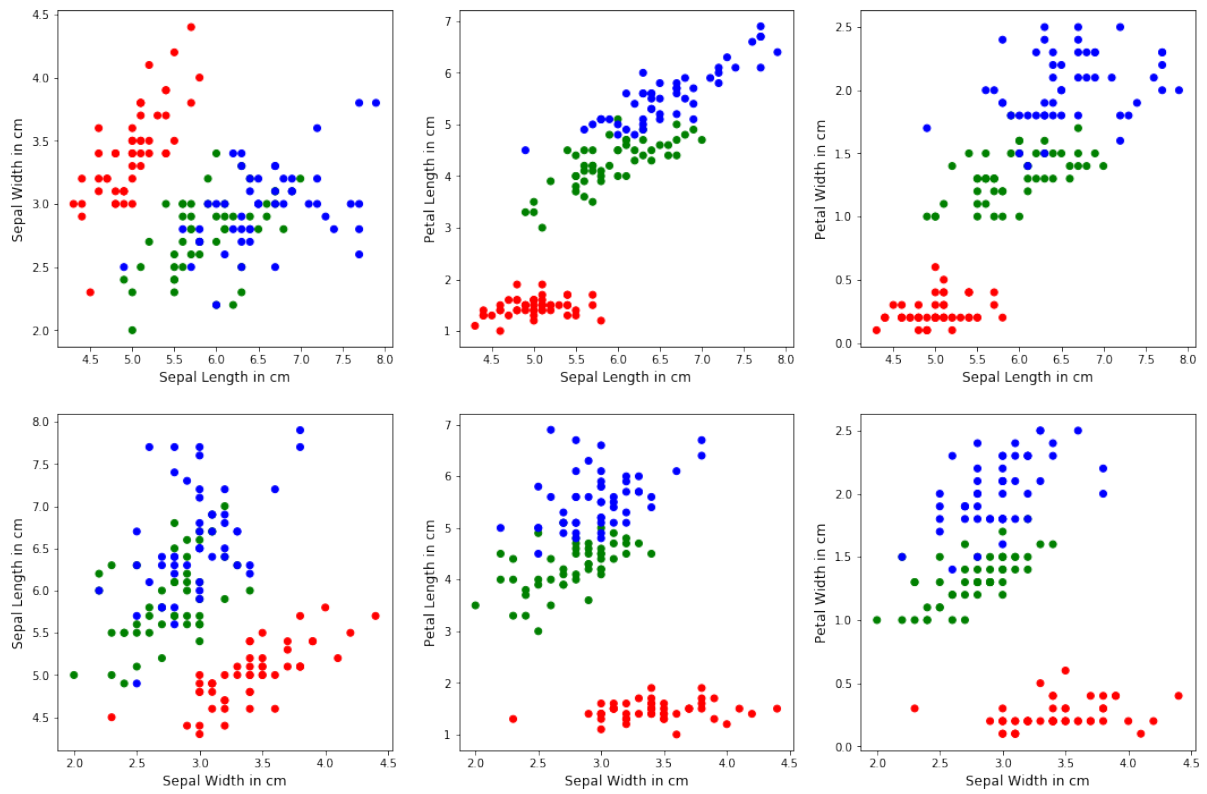 4.5
4.0
3.5
3.0
2.5
2.0
Sepal Width in cm
4.5 5.0 5.5 6.0 6.5 7.0 7.5 8.0
Sepal Length in cm
7
6
5
4
3
2
1
Petal Length in cm
4.5 5.0 5.5 6.0 6.5 7.0 7.5 8.0
Sepal Length in cm
2.5
2.0
1.5
1.0
0.5
0.0
Petal Width in cm
4.5 5.0 5.5 6.0 6.5 7.0 7.5 8.0
Sepal Length in cm
8.0
7.5
7.0
6.5
6.0
5.5
5.0
4.5
Sepal Length in cm
2.0 2.5 3.0 3.5 4.0 4.5
Sepal Width in cm
7
6
5
4
3
2
1
Petal Length in cm
2.0 2.5 3.0 3.5 4.0 4.5
Sepal Width in cm
2.5
2.0
1.5
1.0
0.5
0.0
Petal Width in cm
2.0 2.5 3.0 3.5 4.0 4.5
Sepal Width in cm